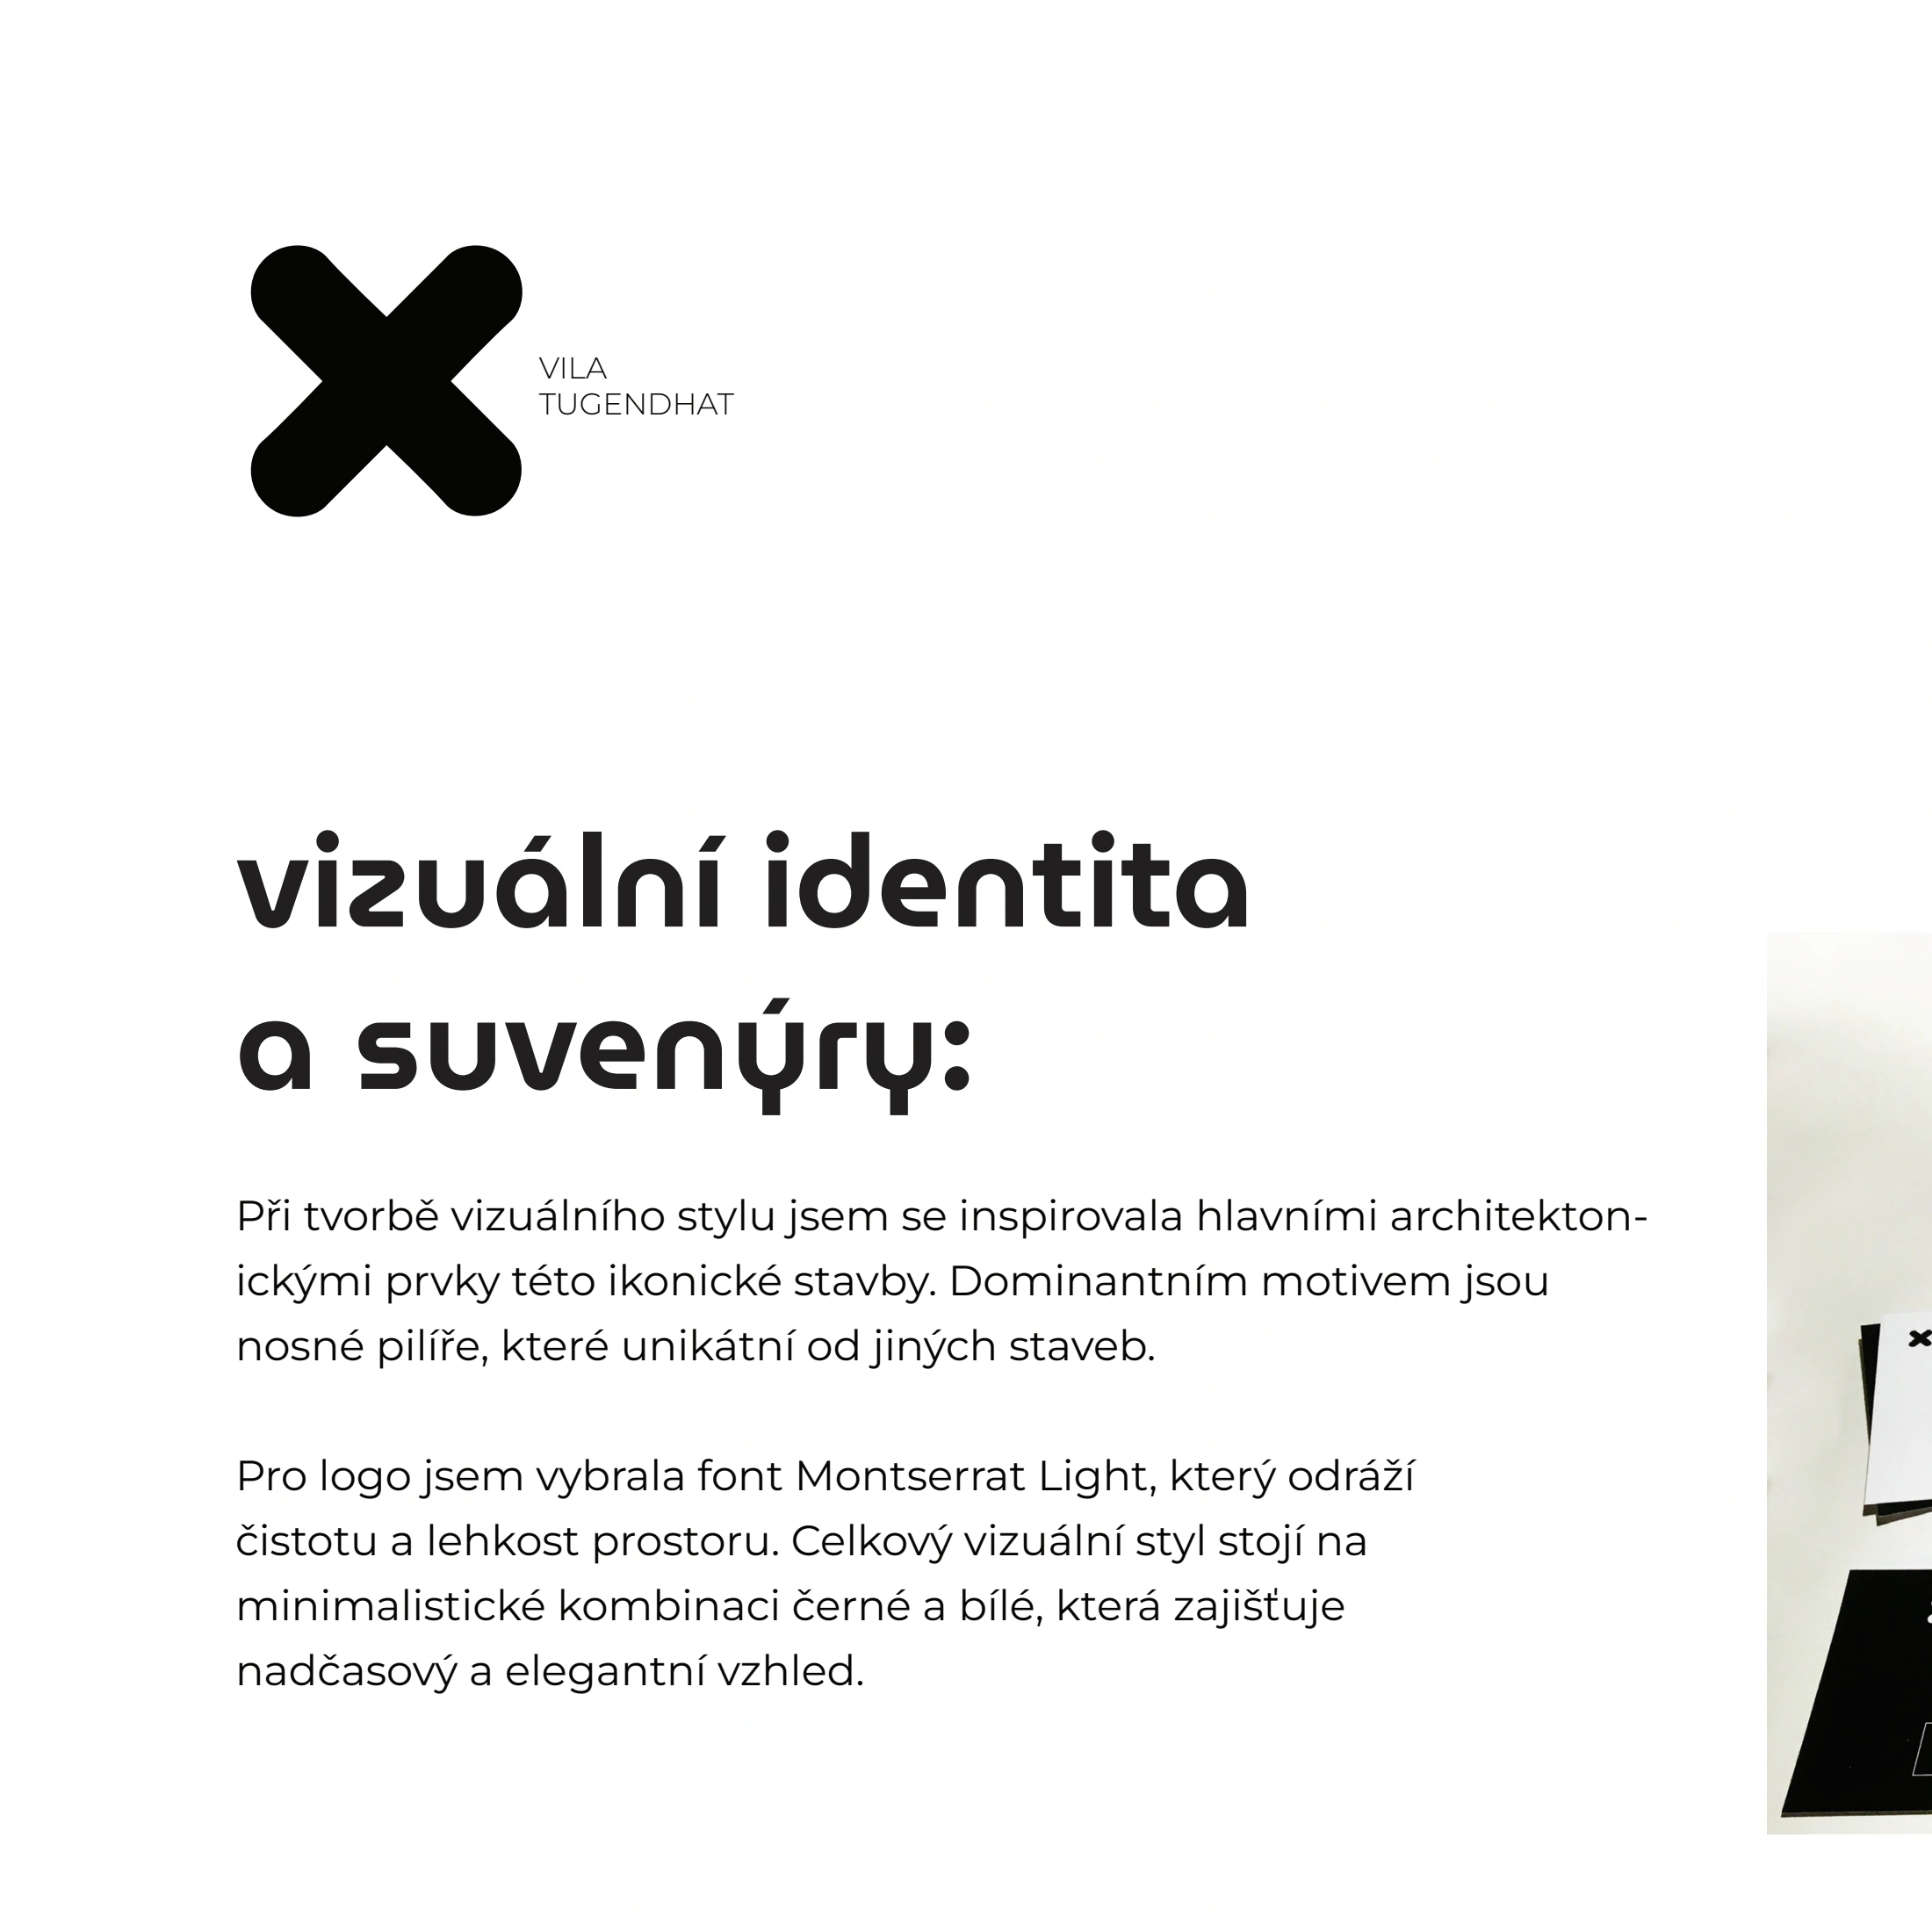 VILA
TUGENDHAT
vizuální identita
a suvenýry:
Při tvorbě vizuálního stylu jsem se inspirovala hlavními architekton-
ickými prvky této ikonické stavby. Dominantním motivem jsou
nosné pilíře, které unikátní od jiných staveb.
Pro logo jsem vybrala font Montserrat Light, který odráží
čistotu a lehkost prostoru. Celkový vizuální styl stojí na
minimalistické kombinaci černé a bílé, která zajišťuje
nadčasový a elegantní vzhled.